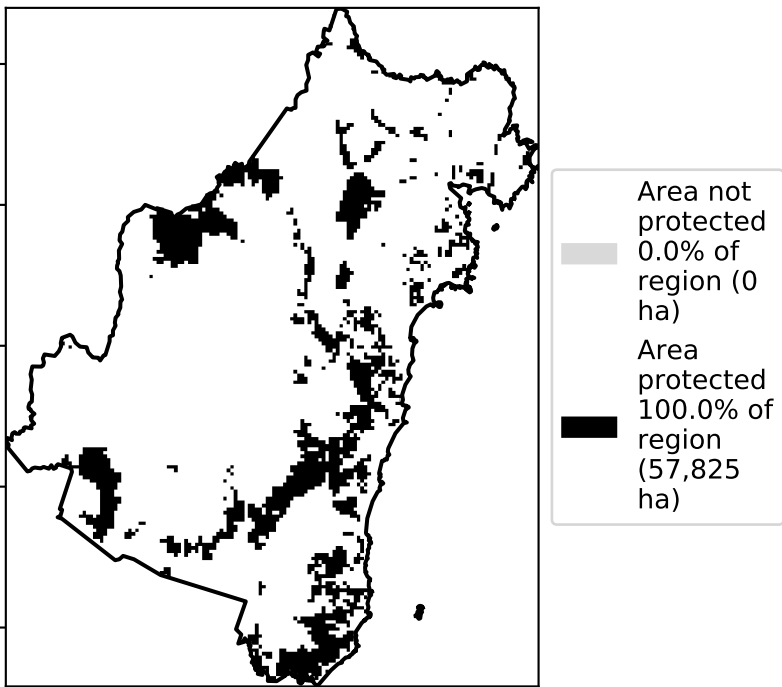 Area not
protected
0.0% of
region (0
ha)
Area
protected
100.0% of
region
(57,825
ha)